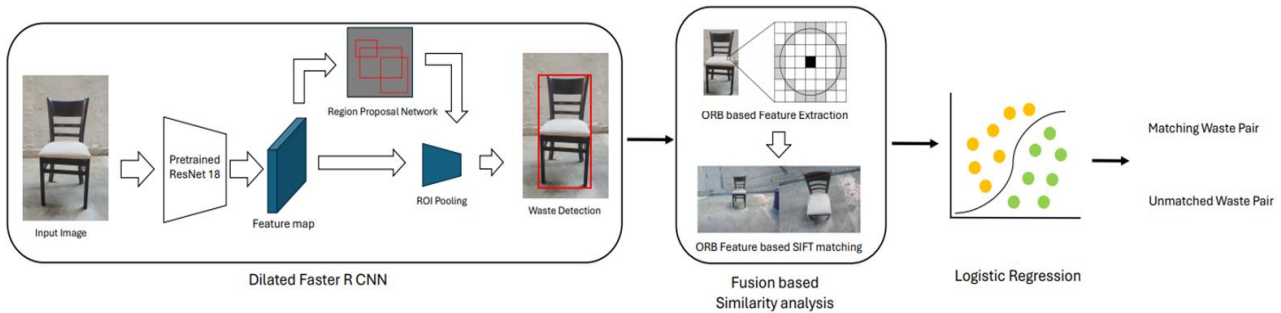 Input Image
Pretrained
ResNet 18
Feature map
Region Proposal Network
ROI Pooling
Waste Detection
Dilated Faster R CNN
ORB based Feature Extraction
ORB Feature based SIFT matching
Fusion based
Similarity analysis
Logistic Regression
Matching Waste Pair
Unmatched Waste Pair